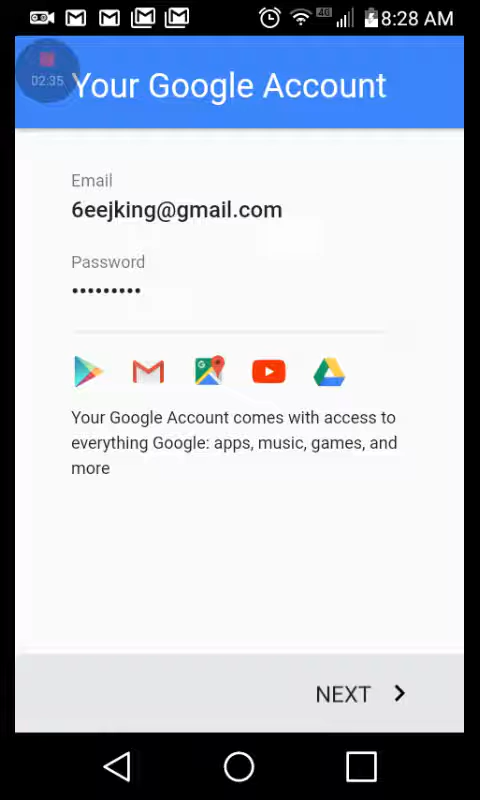 4G 8:28 AM
02:35
Your Google Account
Email
6eejking@gmail.com
Password
•••••••••
Your Google Account comes with access to
everything Google: apps, music, games, and
more
NEXT